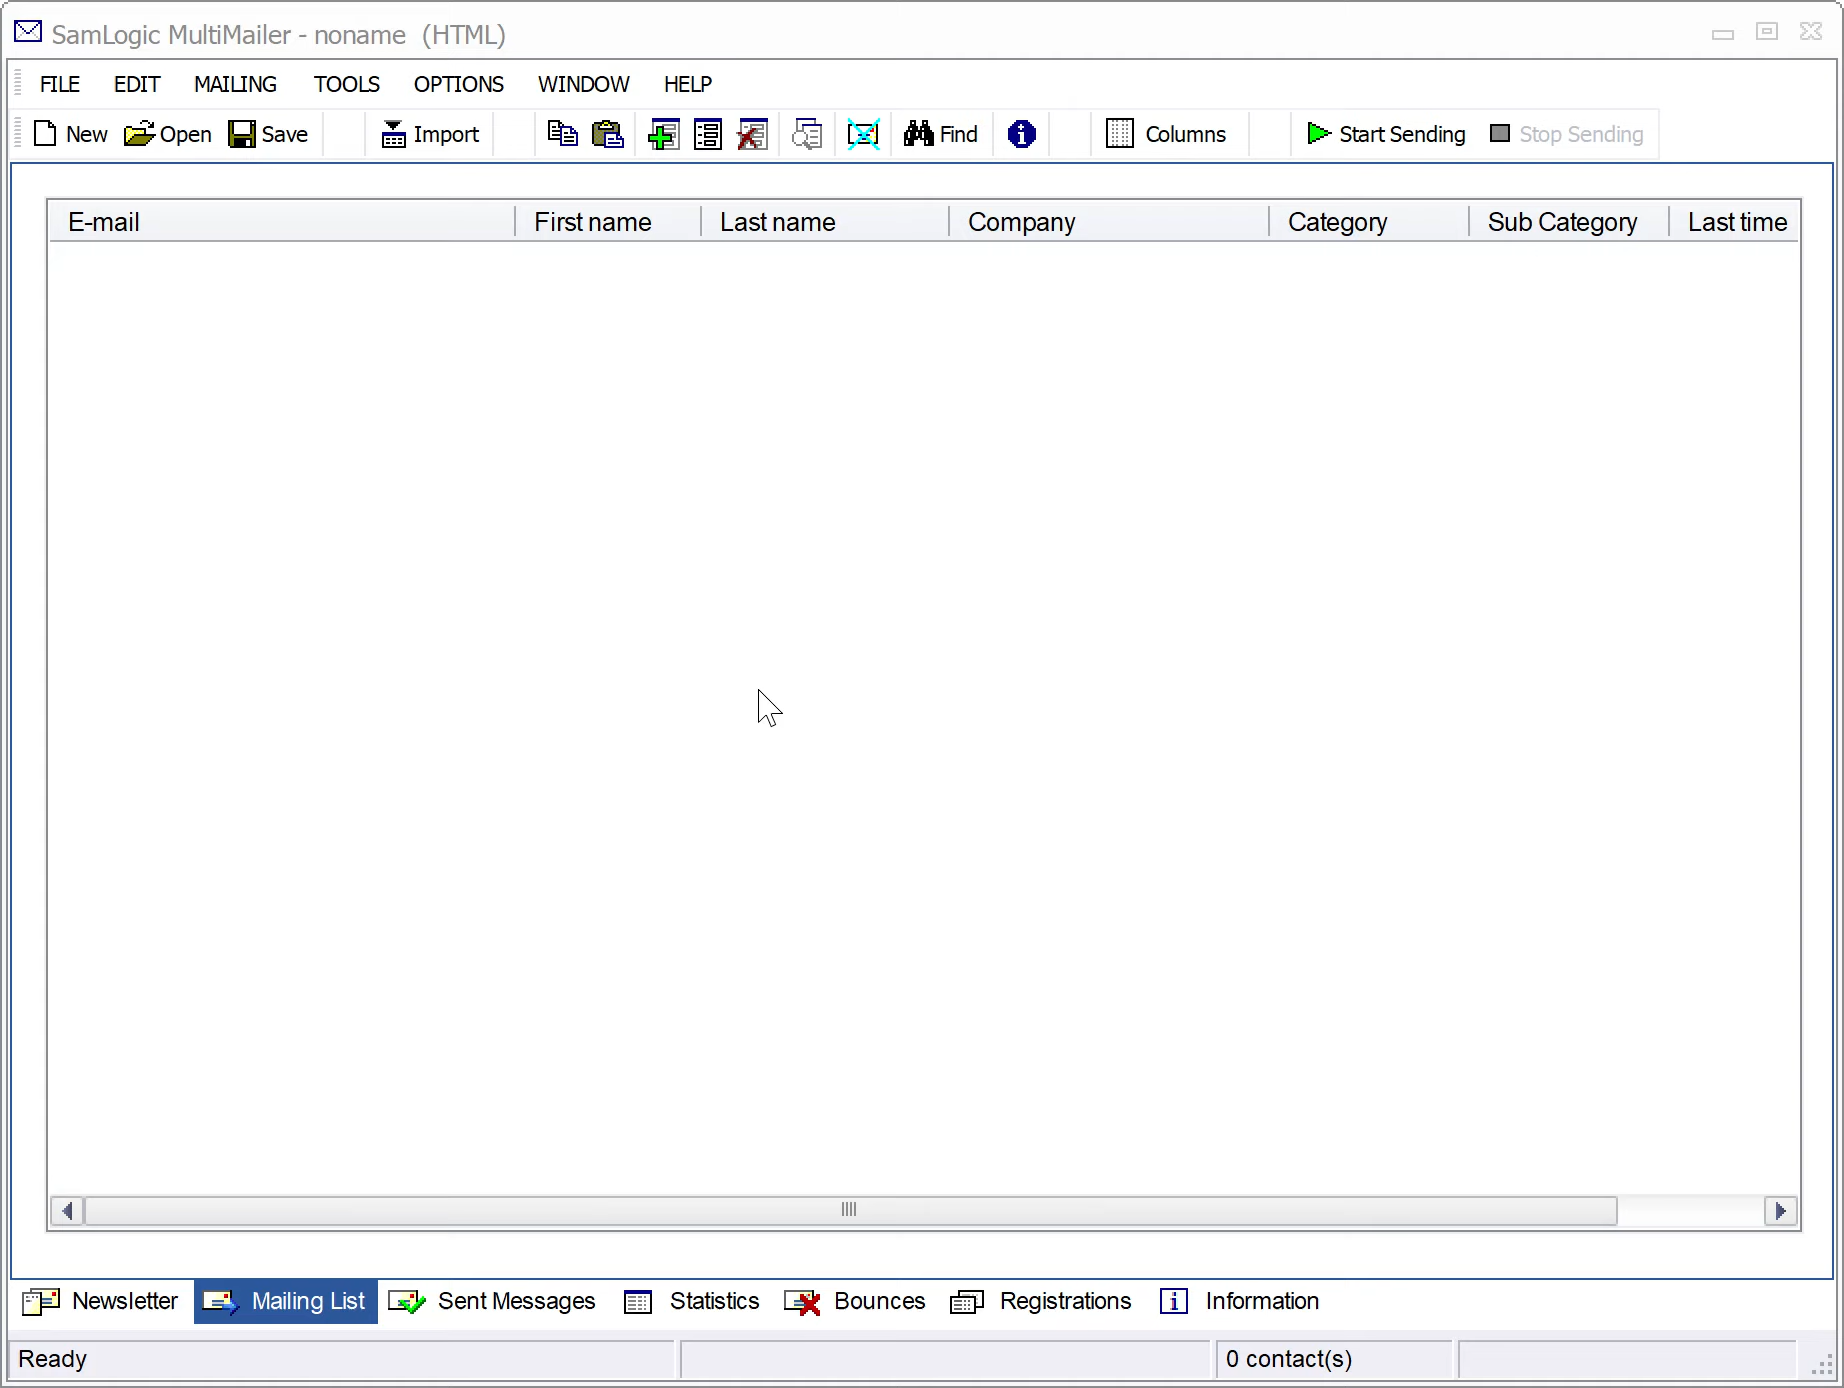 SamLogic MultiMailer - noname (HTML)
FILE EDIT MAILING TOOLS OPTIONS WINDOW HELP
New Open Save Import Find Columns Start Sending Stop Sending
E-mail First name Last name Company Category Sub Category Last time
Newsletter Mailing List Sent Messages Statistics Bounces Registrations Information
Ready 0 contact(s)